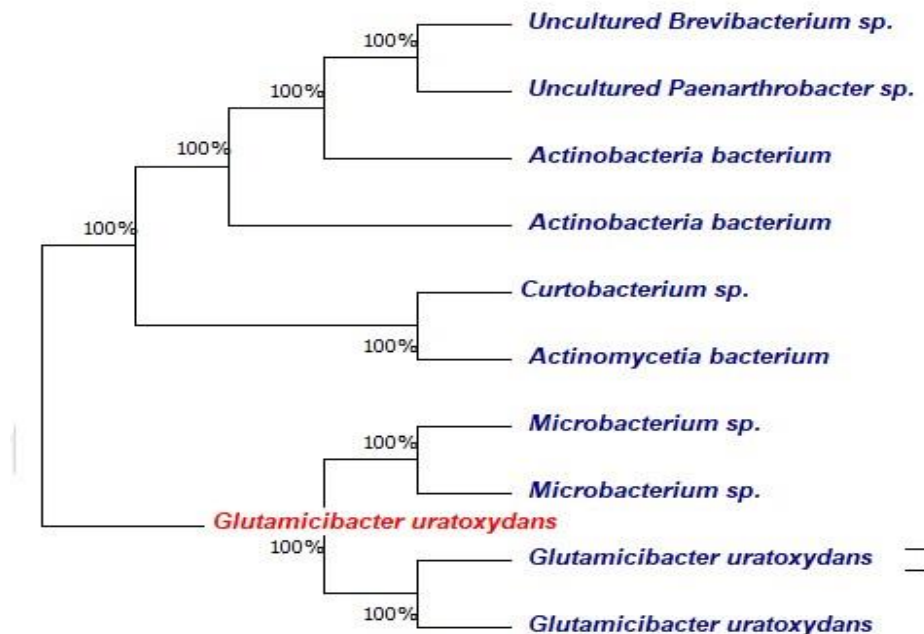 Uncultured Brevibacterium sp.
100%
Uncultured Paenarthrobacter sp.
100%
Actinobacteria bacterium
100%
Actinobacteria bacterium
100%
Curtobacterium sp.
100%
Actinomycetia bacterium
Microbacterium sp.
100%
Microbacterium sp.
Glutamicibacter uratoxydans
100%
Glutamicibacter uratoxydans
100%
Glutamicibacter uratoxydans